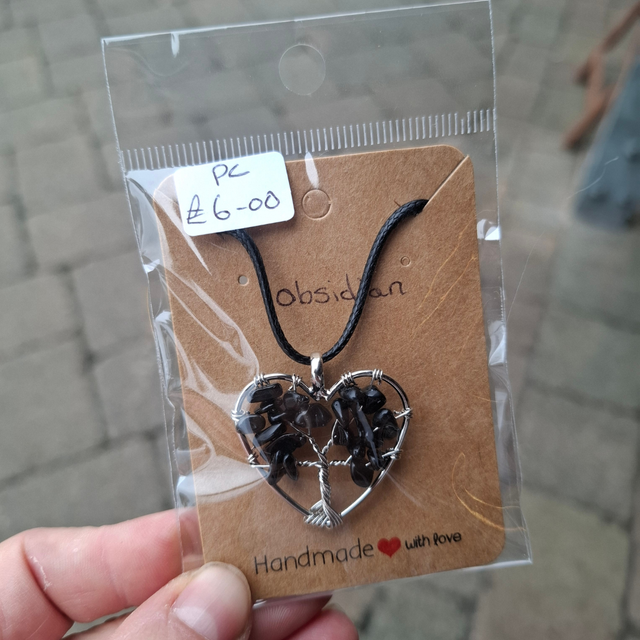 PC
£6-00
obsidian
Handmade ❤ with love